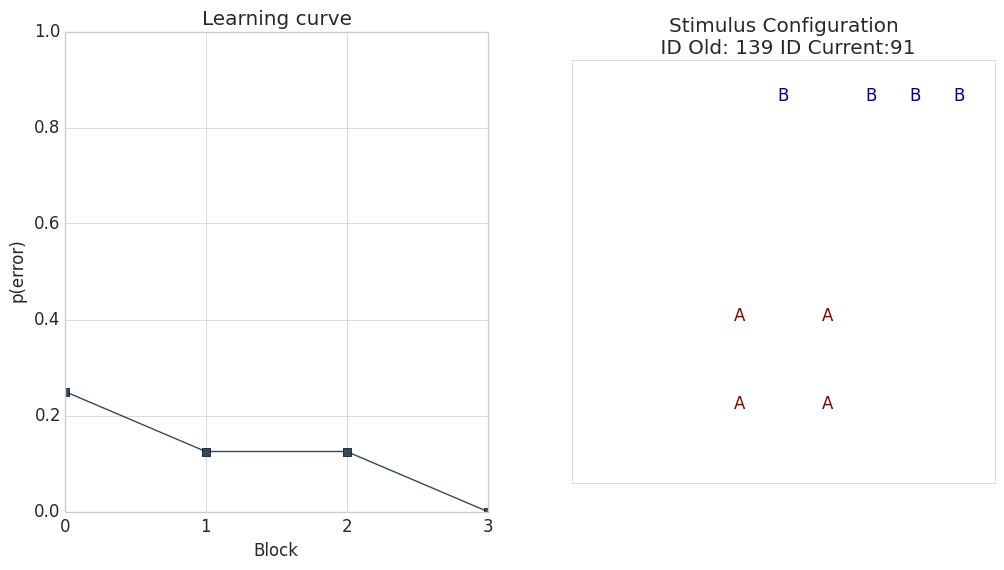 Learning curve
1.0
0.8
0.6
0.4
0.2
0.0
p(error)
0 1 2 3
Block
Stimulus Configuration
ID Old: 139 ID Current:91
B B B B
A A
A A